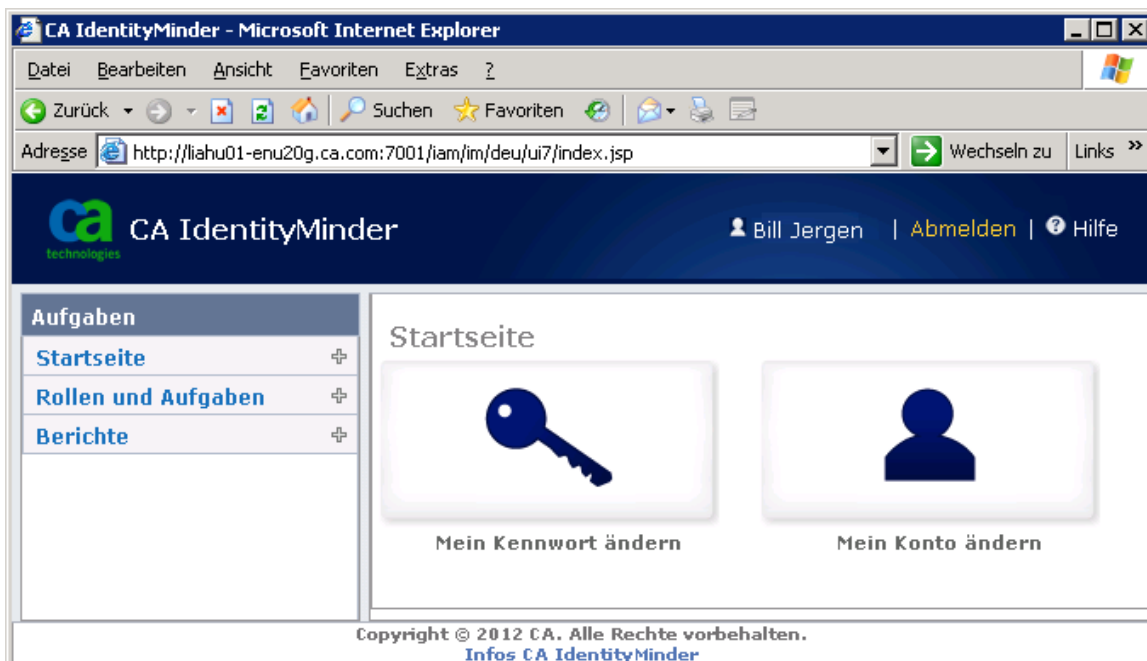 CA IdentityMinder - Microsoft Internet Explorer
Datei Bearbeiten Ansicht Favoriten Extras ?
Zurück Suchen Favoriten
Adresse http://liahu01-enu20g.ca.com:7001/iam/im/deu/ui7/index.jsp Wechseln zu Links »
ca technologies CA IdentityMinder Bill Jergen | Abmelden | Hilfe
Aufgaben
Startseite
Rollen und Aufgaben
Berichte
Startseite
Mein Kennwort ändern Mein Konto ändern
Copyright © 2012 CA. Alle Rechte vorbehalten.
Infos CA IdentityMinder